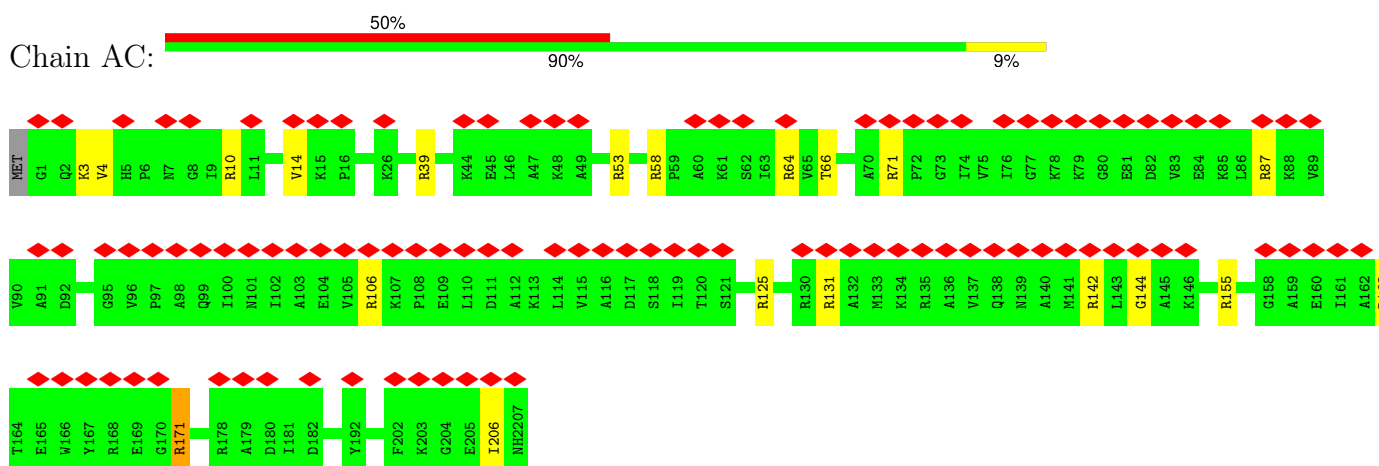 50%
Chain AC:
90% 9%
MET G1 Q2 K3 V4 H5 P6 N7 G8 I9 R10 L11 V14 K15 P16 K26 R39 K44 E45 L46 A47 K48 A49 R53 R58 P59 A60 K61 S62 I63 R64 V65 T66 A70 R71 P72 G73 I74 V75 I76 G77 K78 K79 G80 E81 D82 V83 E84 K85 L86 R87 K88 V89
V90 A91 D92 G95 V96 P97 A98 Q99 I100 N101 I102 A103 E104 V105 R106 K107 P108 E109 L110 D111 A112 K113 L114 V115 A116 D117 S118 I119 T120 S121 R125 R130 R131 A132 M133 K134 R135 A136 V137 Q138 N139 A140 M141 R142 L143 G144 A145 K146 R155 G158 A159 E160 I161 A162
T164 E165 W166 Y167 R168 E169 G170 R171 R178 A179 D180 I181 D182 Y192 F202 K203 G204 E205 I206 NH2207